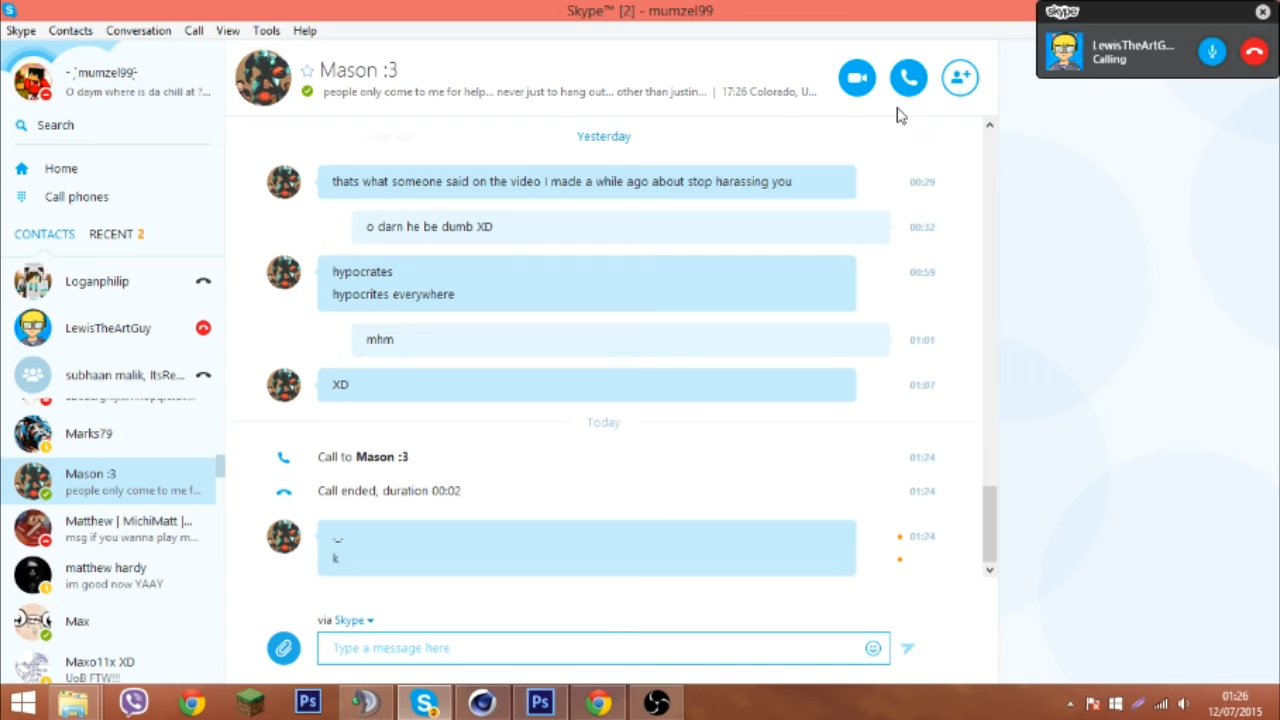 Skype™ [2] - mumzel99
Skype Contacts Conversation Call View Tools Help
skype
LewisTheArtG...
Calling
- ˋmumzel99ˊ-
O daym where is da chill at ?...
Search
Home
Call phones
CONTACTS RECENT 2
Loganphilip
LewisTheArtGuy
subhaan malik, ItsRe...
Marks79
Mason :3
people only come to me f...
Matthew | MichiMatt |...
msg if you wanna play m...
matthew hardy
im good now YAAY
Max
Maxo11x XD
UoB FTW!!!
Mason :3
people only come to me for help... never just to hang out... other than justin... | 17:26 Colorado, U...
Yesterday
thats what someone said on the video I made a while ago about stop harassing you 00:29
o darn he be dumb XD 00:32
hypocrates 00:59
hypocrites everywhere
mhm 01:01
XD 01:07
Today
Call to Mason :3 01:24
Call ended, duration 00:02 01:24
._. 01:24
k
via Skype
Type a message here
Ps
Ps
01:26
12/07/2015